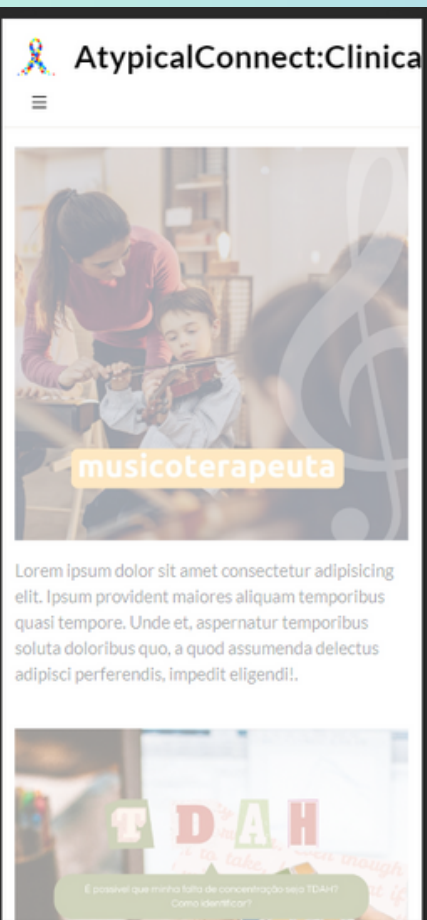 AtypicalConnect:Clinica
musicoterapeuta
Lorem ipsum dolor sit amet consectetur adipisicing
elit. Ipsum provident maiores aliquam temporibus
quasi tempore. Unde et, aspernatur temporibus
soluta doloribus quo, a quod assumenda delectus
adipisci perferendis, impedit eligendi!.
TDAH
É possível que minha falta de concentração seja TDAH?
Como identificar?